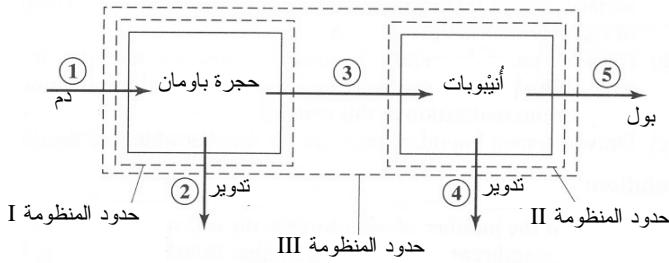 1
دم
حجرة باومان
3
أُنَيْبوبات
5
بول
2
تدوير
4
تدوير
حدود المنظومة I
حدود المنظومة II
حدود المنظومة III